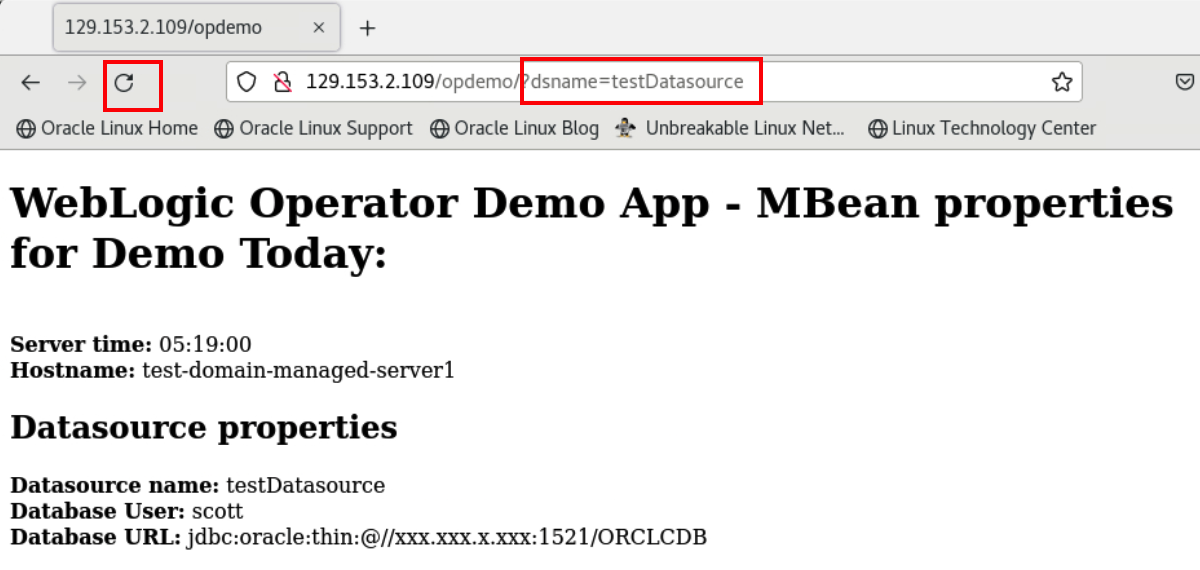 129.153.2.109/opdemo
129.153.2.109/opdemo/?dsname=testDatasource
Oracle Linux Home Oracle Linux Support Oracle Linux Blog Unbreakable Linux Net... Linux Technology Center
WebLogic Operator Demo App - MBean properties
for Demo Today:
Server time: 05:19:00
Hostname: test-domain-managed-server1
Datasource properties
Datasource name: testDatasource
Database User: scott
Database URL: jdbc:oracle:thin:@//xxx.xxx.x.xxx:1521/ORCLCDB